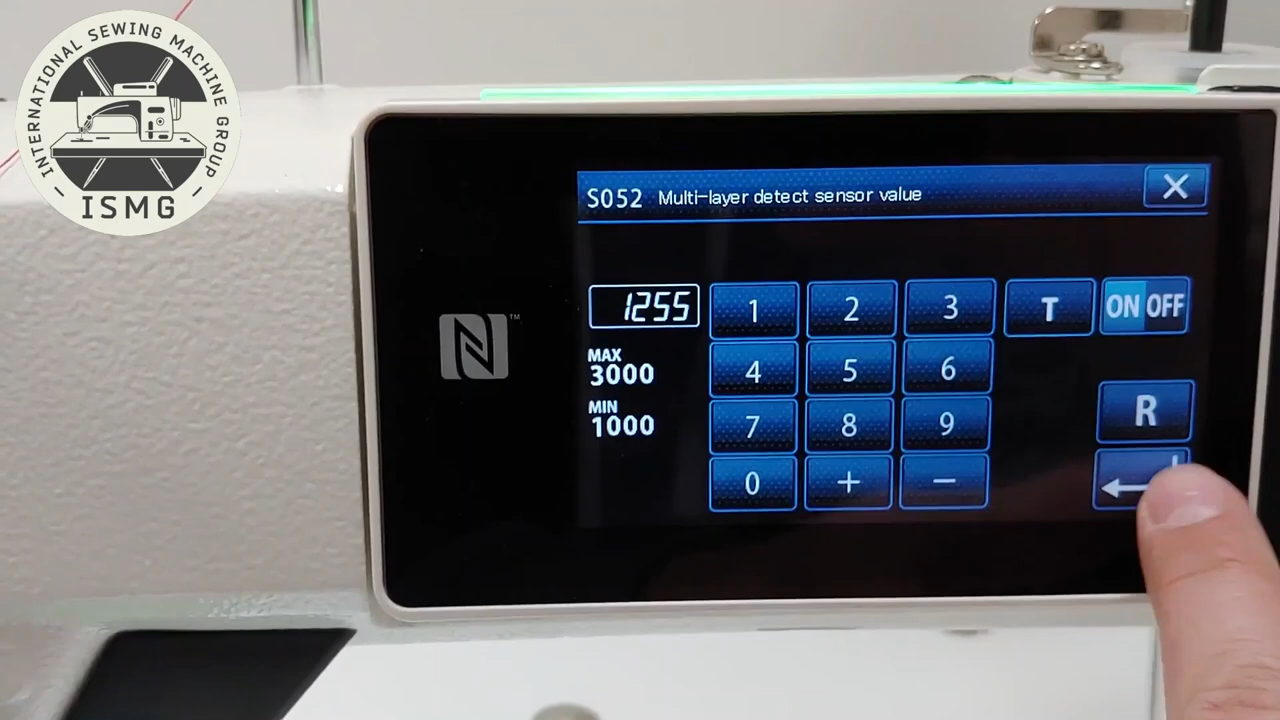 INTERNATIONAL SEWING MACHINE GROUP
ISMG
S052 Multi-layer detect sensor value X
1255 1 2 3 T ON OFF
MAX
3000 4 5 6
MIN
1000 7 8 9 R
0 + −
N™